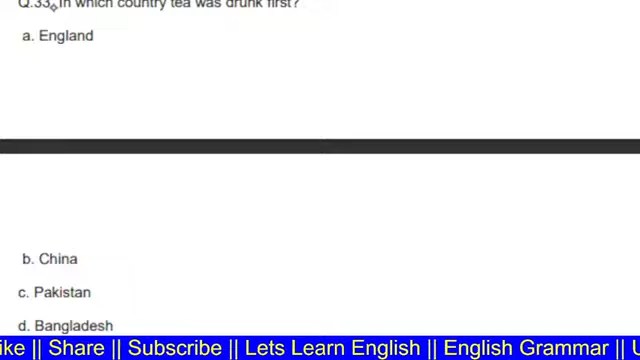 Q.33. In which country tea was drunk first?
a. England
b. China
c. Pakistan
d. Bangladesh
ike || Share || Subscribe || Lets Learn English || English Grammar || U